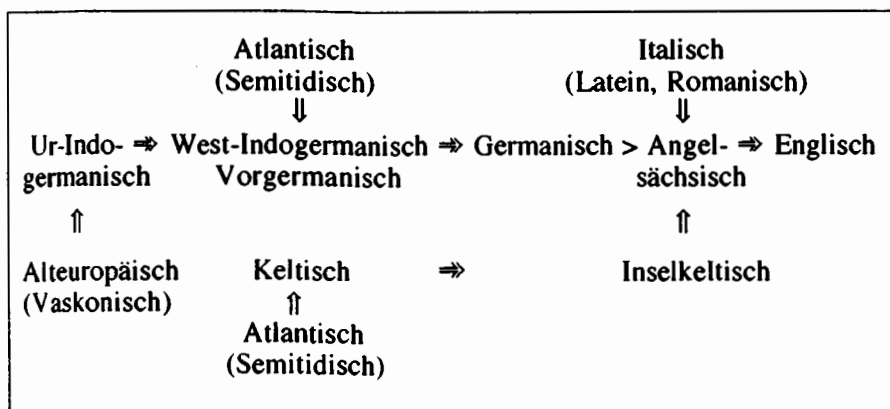 Atlantisch Italisch
(Semitidisch) (Latein, Romanisch)
⇓ ⇓
Ur-Indo- ⇒ West-Indogermanisch ⇒ Germanisch > Angel- ⇒ Englisch
germanisch Vorgermanisch sächsisch
⇑ ⇑
Alteuropäisch Keltisch ⇒ Inselkeltisch
(Vaskonisch) ⇑
Atlantisch
(Semitidisch)